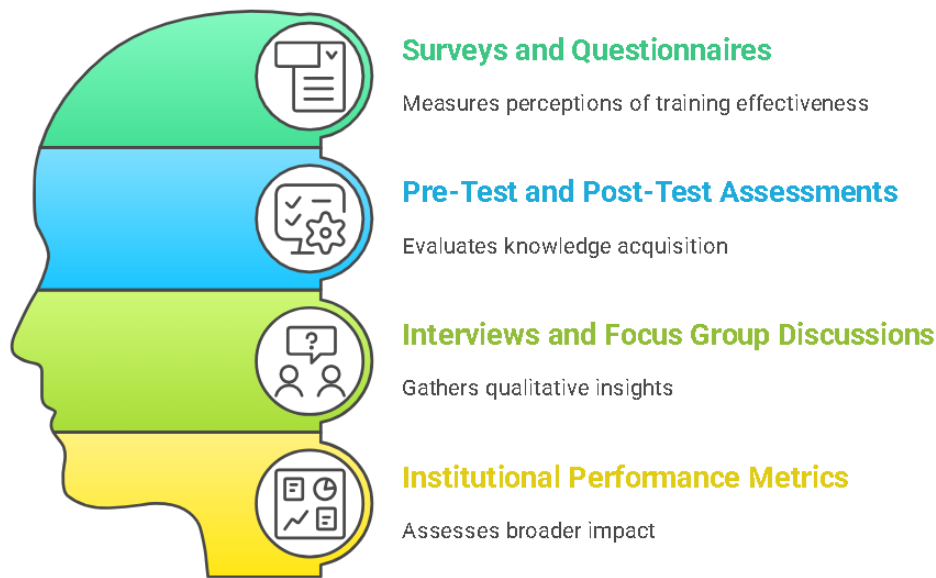 Surveys and Questionnaires
Measures perceptions of training effectiveness
Pre-Test and Post-Test Assessments
Evaluates knowledge acquisition
?
Interviews and Focus Group Discussions
Gathers qualitative insights
Institutional Performance Metrics
Assesses broader impact